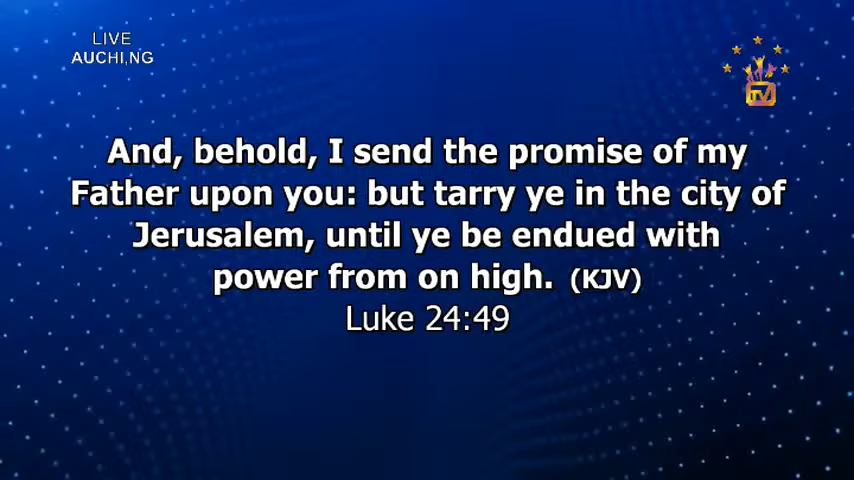 LIVE
AUCHI,NG
TV
And, behold, I send the promise of my
Father upon you: but tarry ye in the city of
Jerusalem, until ye be endued with
power from on high. (KJV)
Luke 24:49